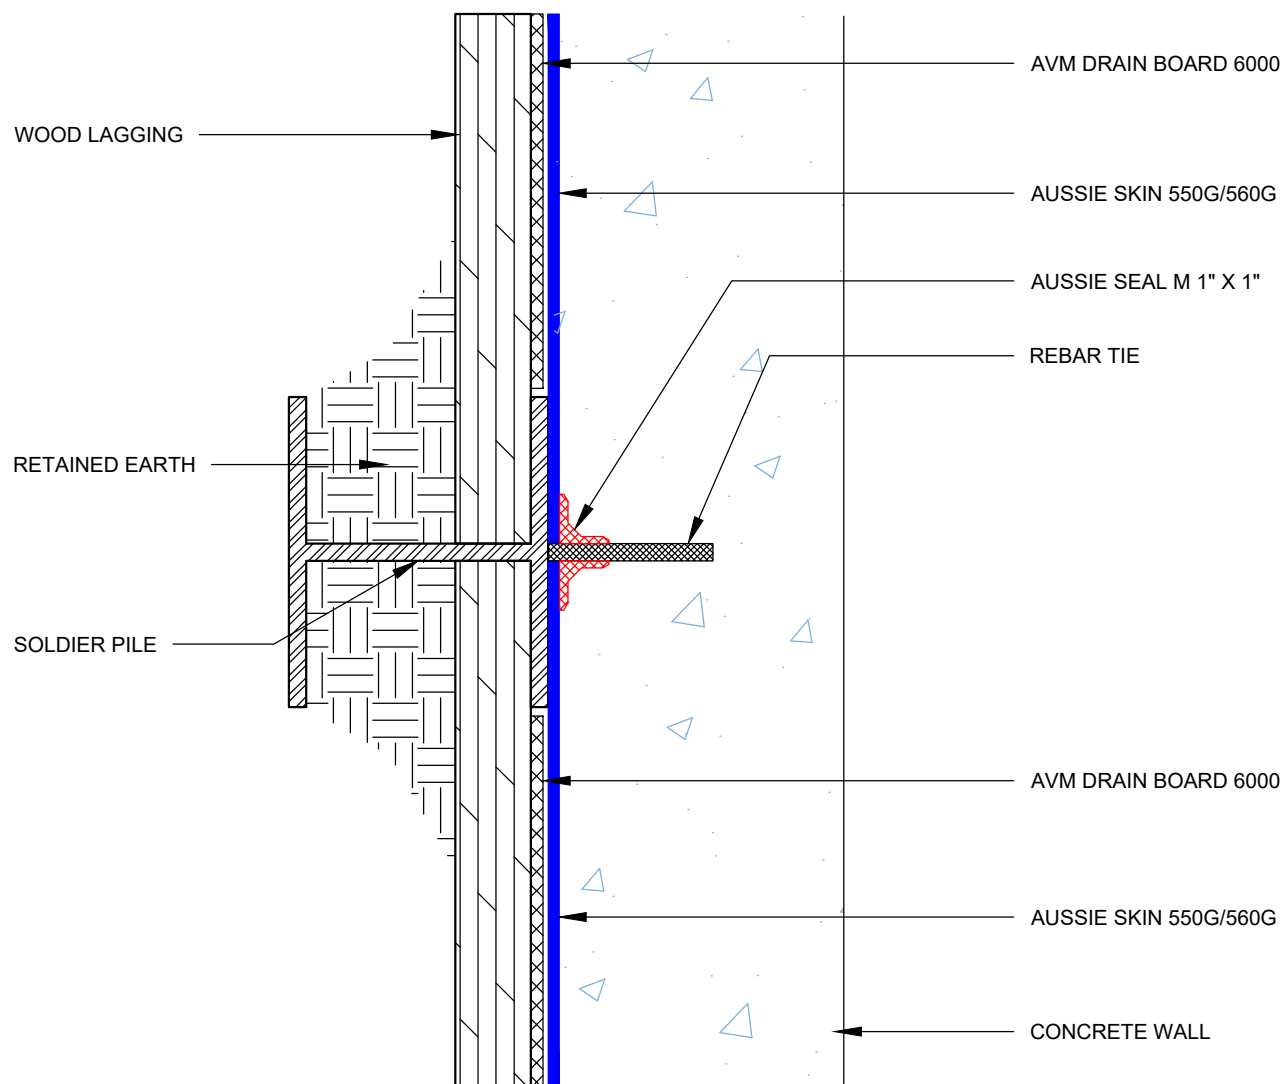 AVM DRAIN BOARD 6000
WOOD LAGGING
AUSSIE SKIN 550G/560G
AUSSIE SEAL M 1" X 1"
REBAR TIE
RETAINED EARTH
SOLDIER PILE
AVM DRAIN BOARD 6000
AUSSIE SKIN 550G/560G
CONCRETE WALL